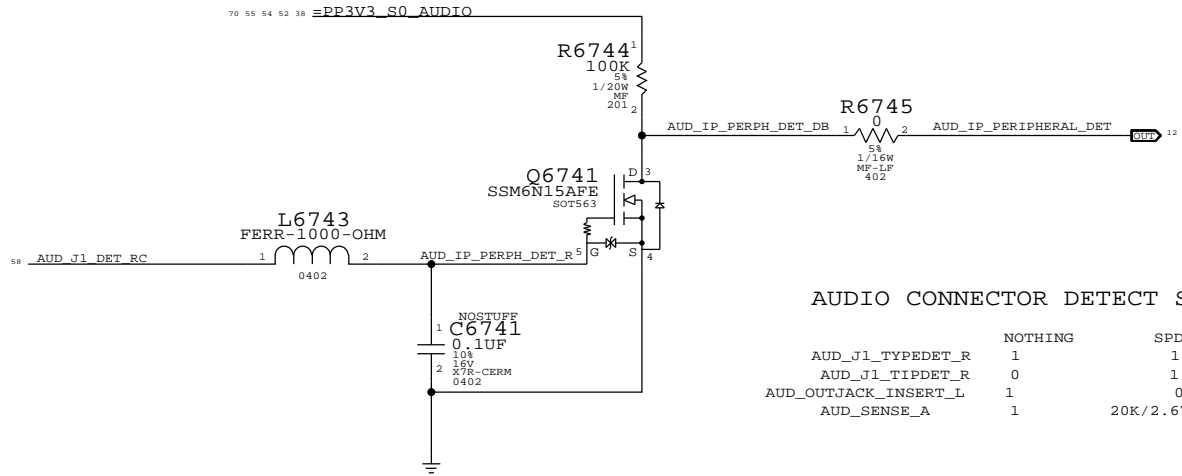 70 55 54 52 38 =PP3V3_S0_AUDIO
R6744 1
100K
5%
1/20W
MF
201 2
AUD_IP_PERPH_DET_DB 1
R6745
0
2 AUD_IP_PERIPHERAL_DET
OUT 12
5%
1/16W
MF-LF
402
Q6741
SSM6N15AFE
SOT563
D 3
5 G S 4
L6743
FERR-1000-OHM
58 AUD_J1_DET_RC 1 2
0402
AUD_IP_PERPH_DET_R
NOSTUFF
1 C6741
0.1UF
10%
16V
2 X7R-CERM
0402
AUDIO CONNECTOR DETECT S
NOTHING SPD
AUD_J1_TYPEDET_R 1 1
AUD_J1_TIPDET_R 0 1
AUD_OUTJACK_INSERT_L 1 0
AUD_SENSE_A 1 20K/2.67